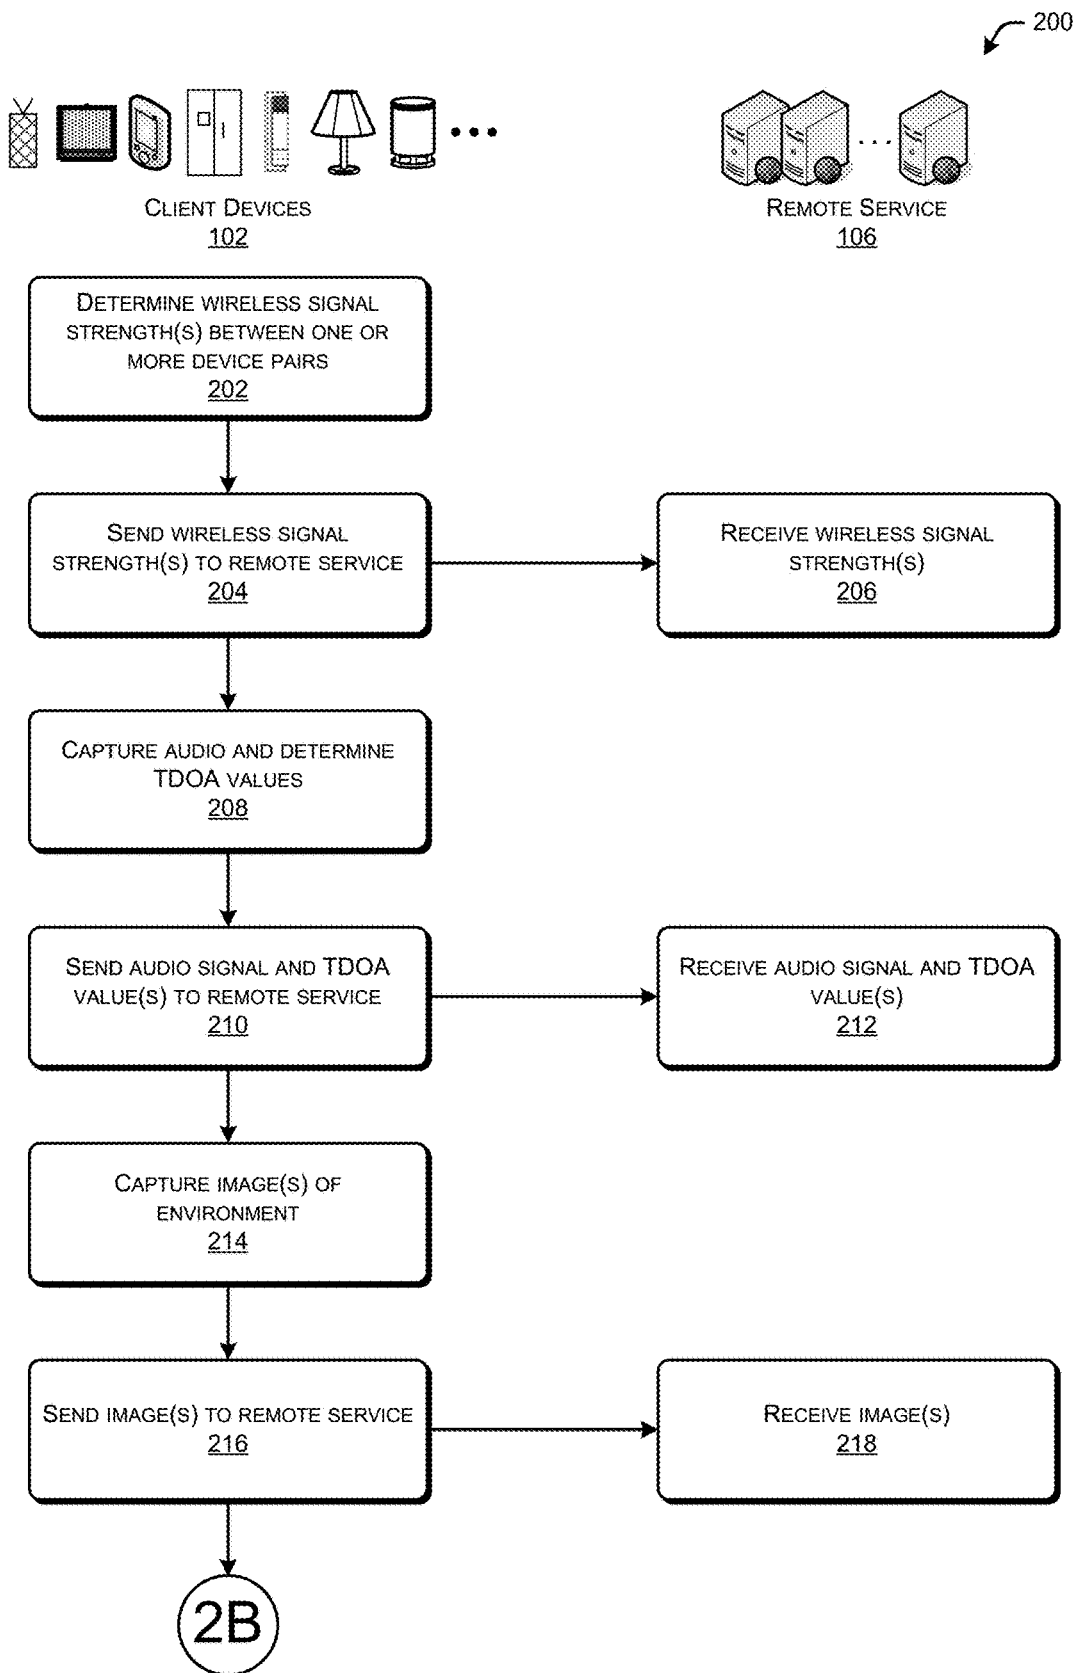 200
CLIENT DEVICES
102
REMOTE SERVICE
106
DETERMINE WIRELESS SIGNAL
STRENGTH(S) BETWEEN ONE OR
MORE DEVICE PAIRS
202
SEND WIRELESS SIGNAL
STRENGTH(S) TO REMOTE SERVICE
204
RECEIVE WIRELESS SIGNAL
STRENGTH(S)
206
CAPTURE AUDIO AND DETERMINE
TDOA VALUES
208
SEND AUDIO SIGNAL AND TDOA
VALUE(S) TO REMOTE SERVICE
210
RECEIVE AUDIO SIGNAL AND TDOA
VALUE(S)
212
CAPTURE IMAGE(S) OF
ENVIRONMENT
214
SEND IMAGE(S) TO REMOTE SERVICE
216
RECEIVE IMAGE(S)
218
2B